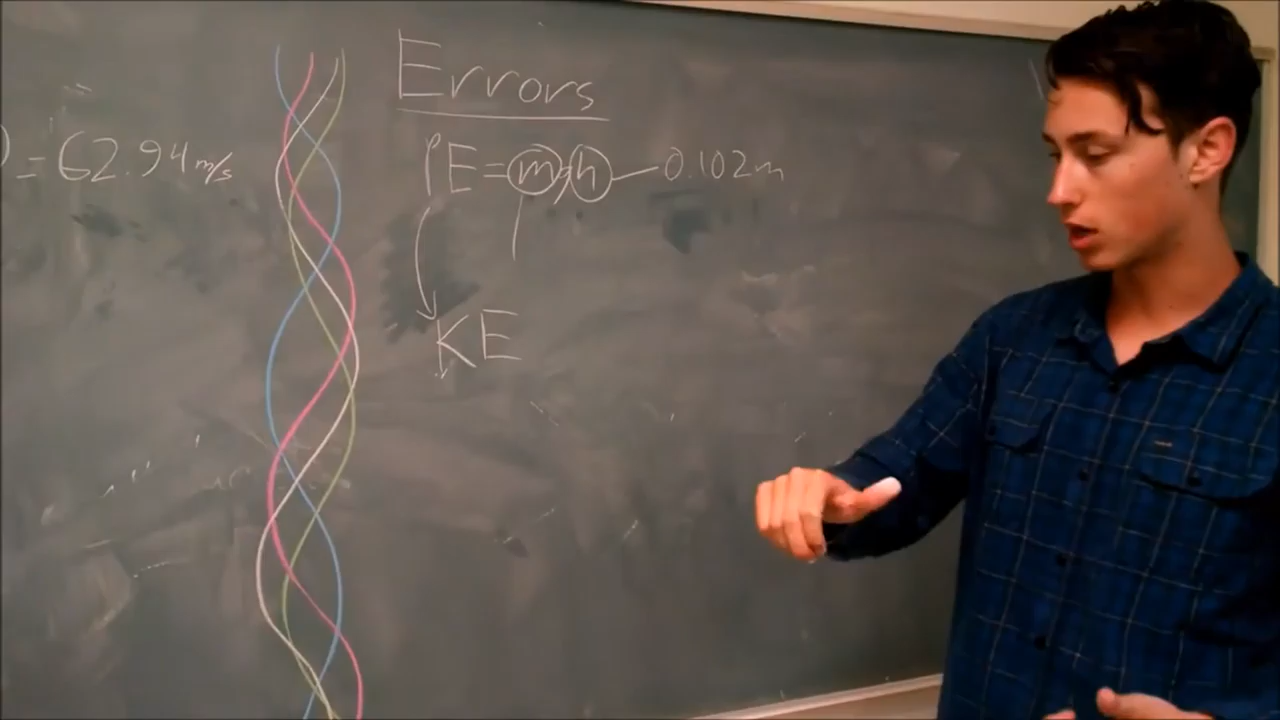 = 62.94 m/s
Errors
PE = mgh — 0.102m
KE